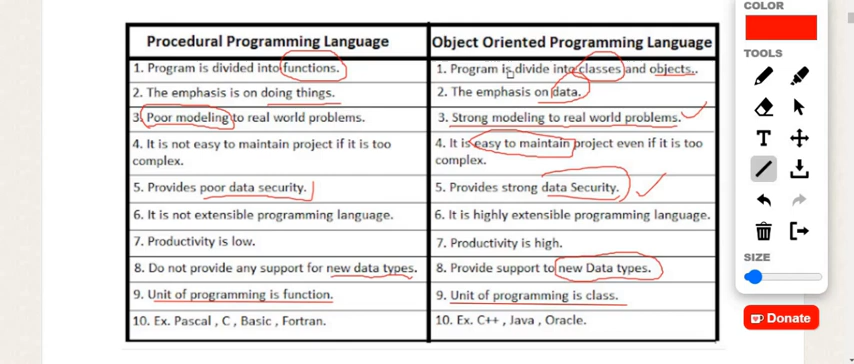 Procedural Programming Language
Object Oriented Programming Language
1. Program is divided into functions.
1. Program is divide into classes and objects.
2. The emphasis is on doing things.
2. The emphasis on data.
3. Poor modeling to real world problems.
3. Strong modeling to real world problems.
4. It is not easy to maintain project if it is too
complex.
4. It is easy to maintain project even if it is too
complex.
5. Provides poor data security.
5. Provides strong data Security.
6. It is not extensible programming language.
6. It is highly extensible programming language.
7. Productivity is low.
7. Productivity is high.
8. Do not provide any support for new data types.
8. Provide support to new Data types.
9. Unit of programming is function.
9. Unit of programming is class.
10. Ex. Pascal , C , Basic , Fortran.
10. Ex. C++ , Java , Oracle.
COLOR
TOOLS
T
SIZE
Donate